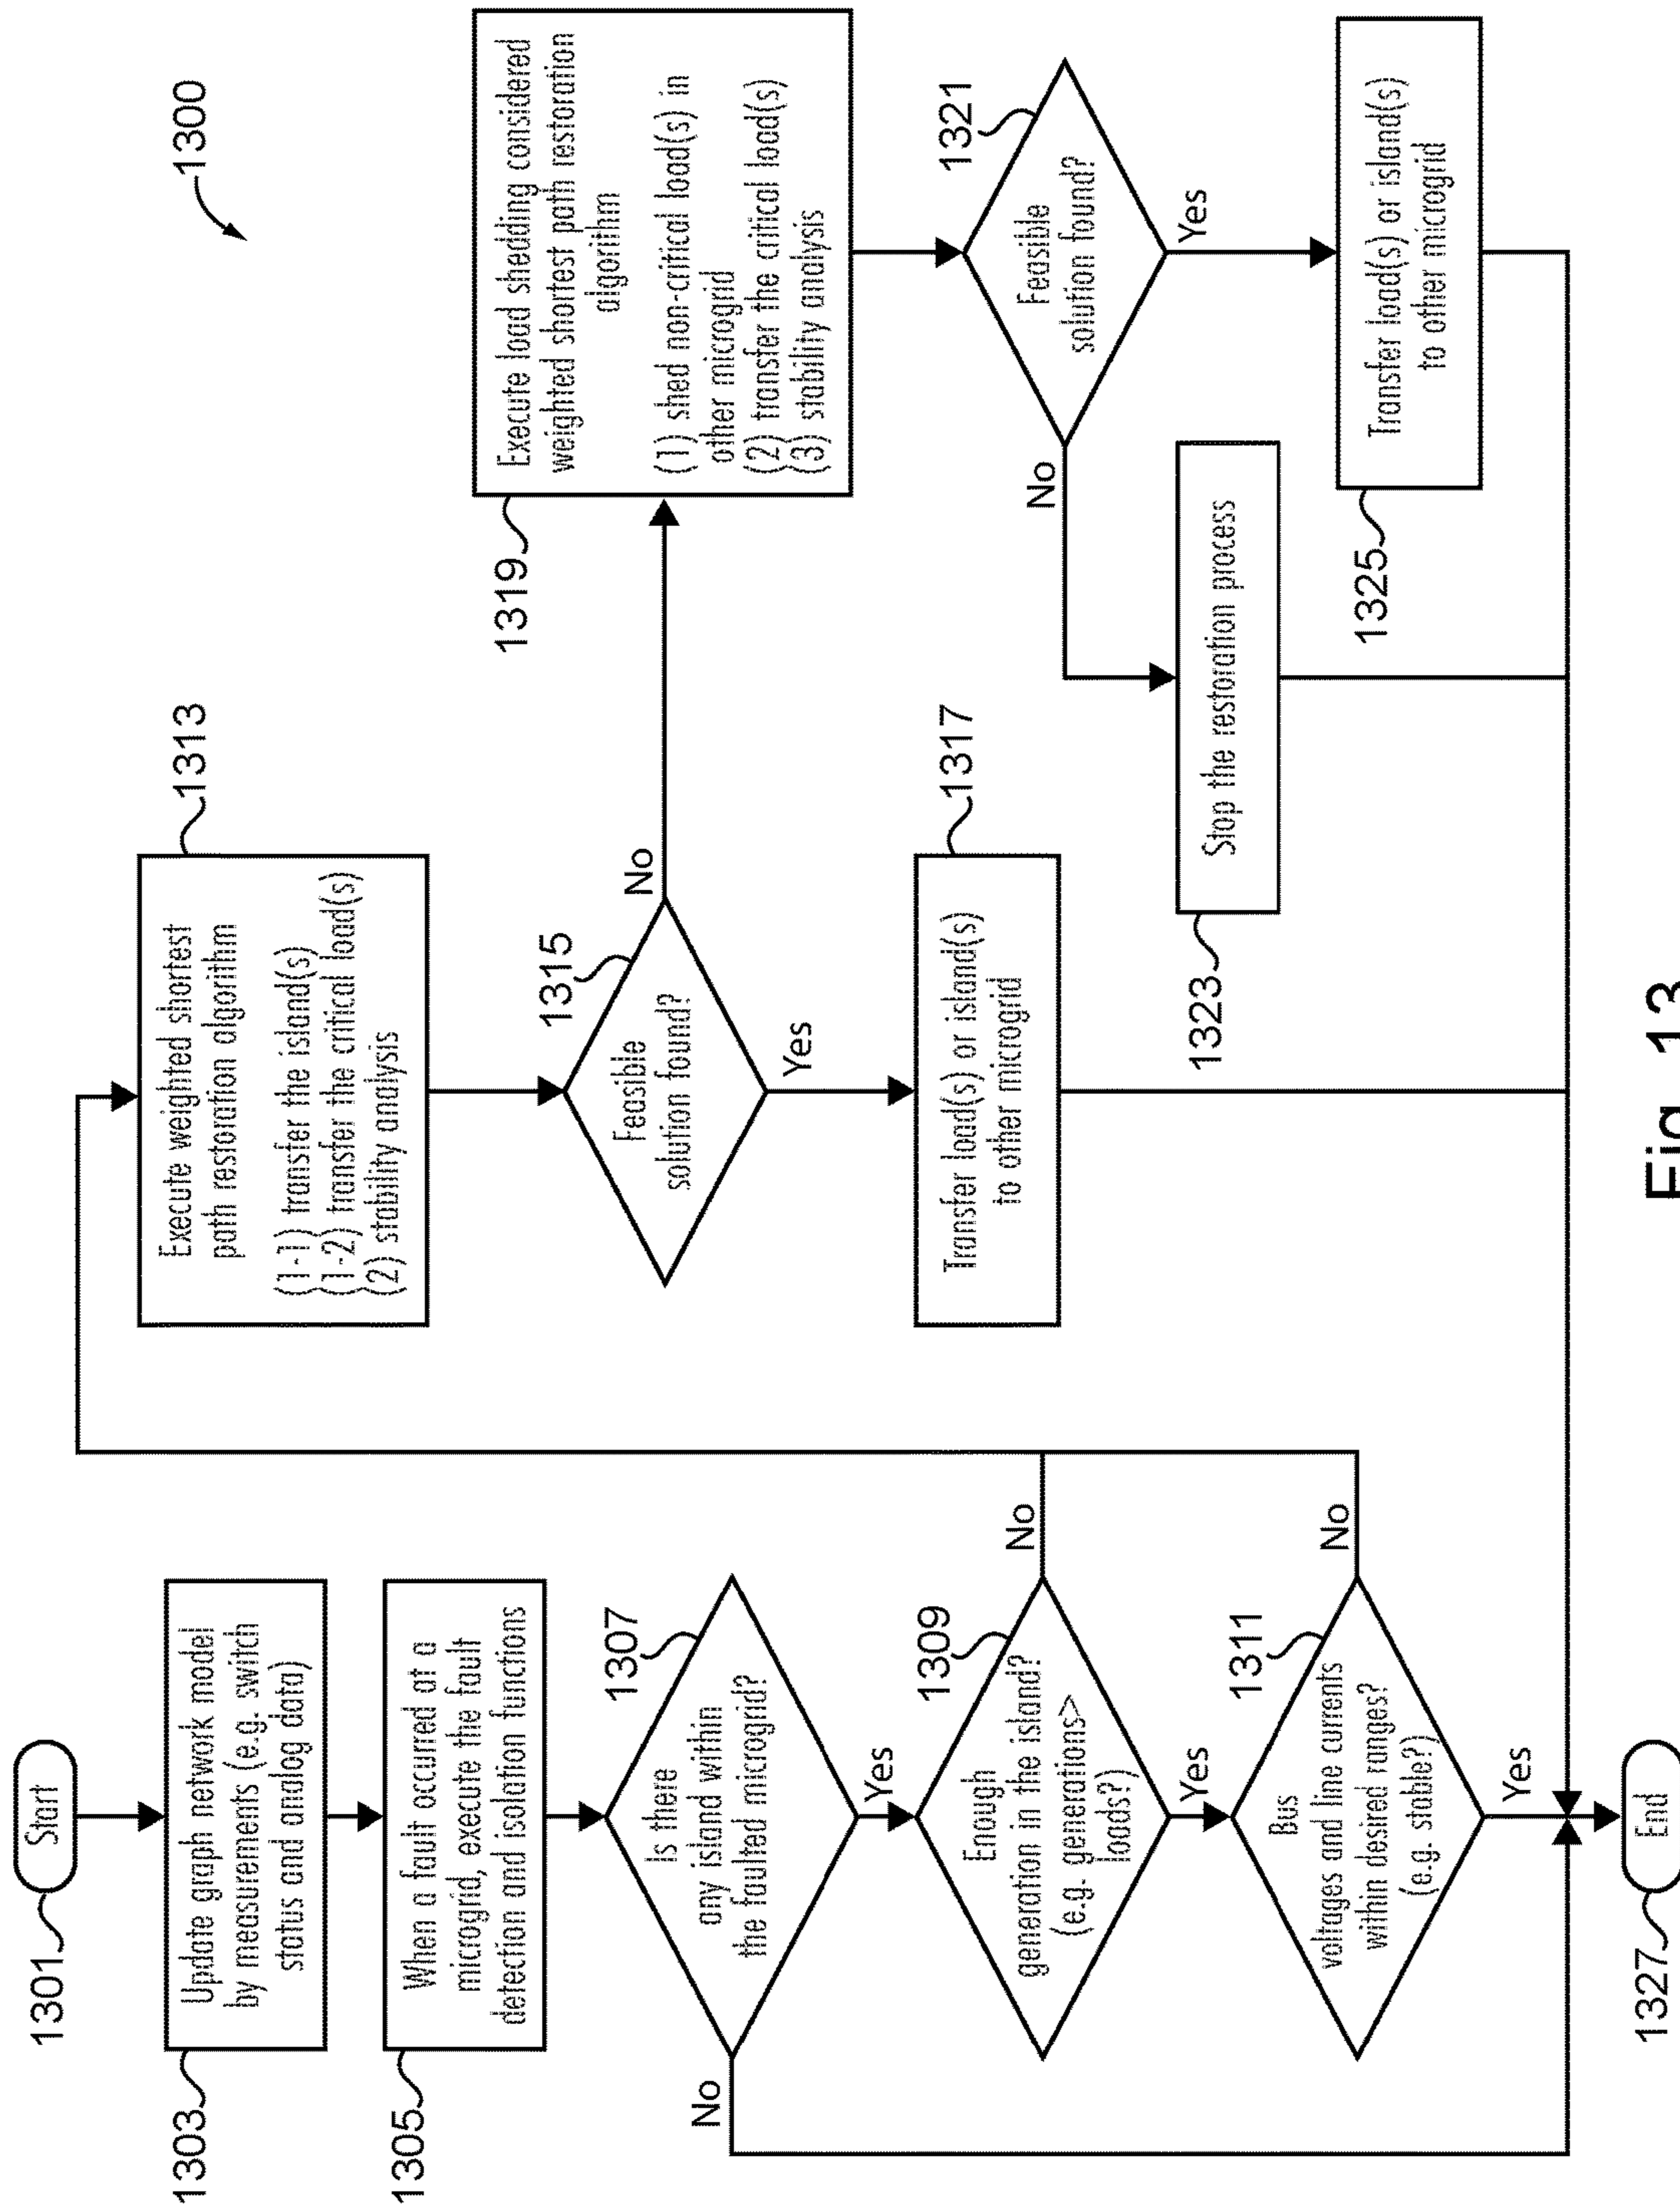 1300
1301
Start
1303
Update graph network model
by measurements (e.g. switch
status and analog data)
1305
When a fault occurred at a
microgrid, execute the fault
detection and isolation functions
1307
Is there
any island within
the faulted microgrid?
No
Yes
1309
Enough
generation in the island?
(e.g. generations>
loads?)
No
Yes
1311
Bus
voltages and line currents
within desired ranges?
(e.g. stable?)
No
Yes
1327
End
1313
Execute weighted shortest
path restoration algorithm
(1-1) transfer the island(s)
(1-2) transfer the critical load(s)
(2) stability analysis
1315
Feasible
solution found?
No
Yes
1317
Transfer load(s) or island(s)
to other microgrid
1319
Execute load shedding considered
weighted shortest path restoration
algorithm
(1) shed non-critical load(s) in
other microgrid
(2) transfer the critical load(s)
(3) stability analysis
1321
Feasible
solution found?
No
Yes
1323
Stop the restoration process
1325
Transfer load(s) or island(s)
to other microgrid
Fig. 13